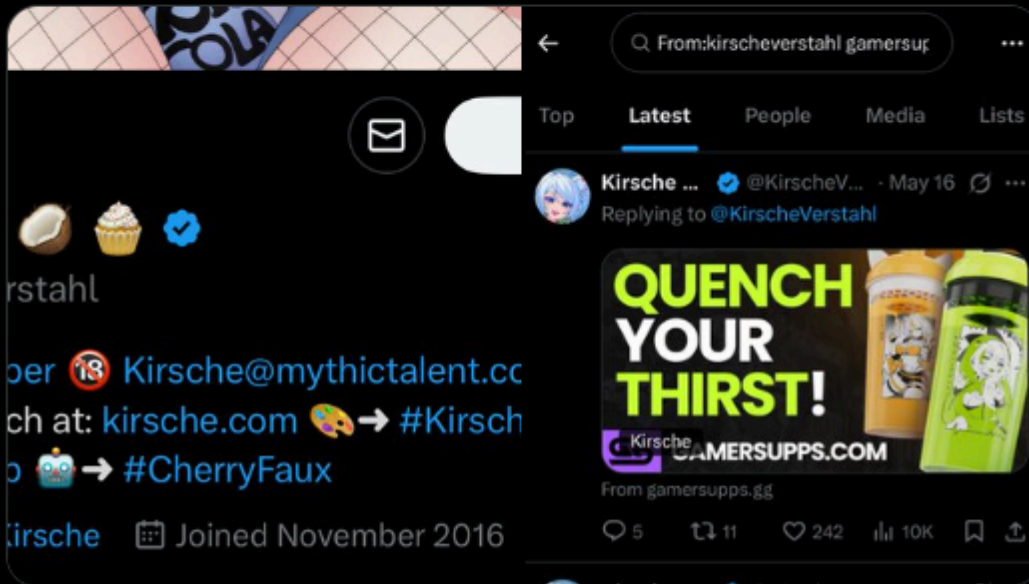 COLA
rstahl
ber 🔞 Kirsche@mythictalent.co
ch at: kirsche.com 🎨➜ #Kirsch
🤖➜ #CherryFaux
Kirsche Joined November 2016
From:kirscheverstahl gamersup
Top Latest People Media Lists
Kirsche ... @KirscheV... · May 16
Replying to @KirscheVerstahl
QUENCH
YOUR
THIRST!
Kirsche
GAMERSUPPS.COM
From gamersupps.gg
5 11 242 10K